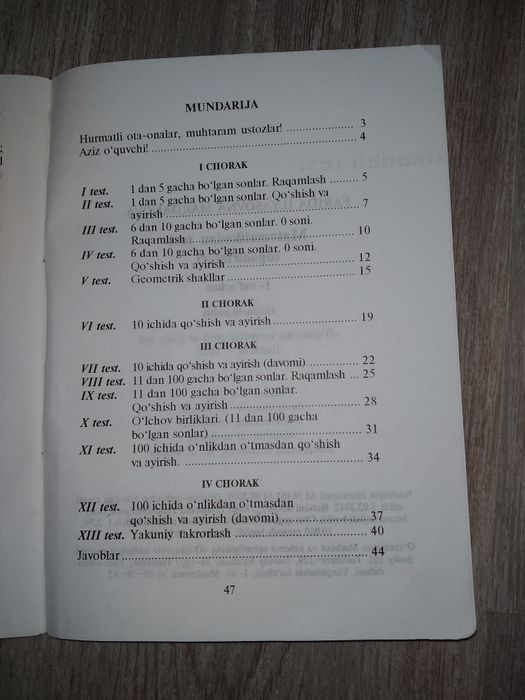 MUNDARIJA
Hurmatli ota-onalar, muhtaram ustozlar! .................... 3
Aziz o‘quvchi! .................... 4
I CHORAK
I test. 1 dan 5 gacha bo‘lgan sonlar. Raqamlash .......... 5
II test. 1 dan 5 gacha bo‘lgan sonlar. Qo‘shish va
ayirish .................... 7
III test. 6 dan 10 gacha bo‘lgan sonlar. 0 soni.
Raqamlash .................... 10
IV test. 6 dan 10 gacha bo‘lgan sonlar. 0 soni.
Qo‘shish va ayirish .................... 12
V test. Geometrik shakllar .................... 15
II CHORAK
VI test. 10 ichida qo‘shish va ayirish .................... 19
III CHORAK
VII test. 10 ichida qo‘shish va ayirish (davomi) .............. 22
VIII test. 11 dan 100 gacha bo‘lgan sonlar. Raqamlash ... 25
IX test. 11 dan 100 gacha bo‘lgan sonlar.
Qo‘shish va ayirish .................... 28
X test. O‘lchov birliklari. (11 dan 100 gacha
bo‘lgan sonlar) .................... 31
XI test. 100 ichida o‘nlikdan o‘tmasdan qo‘shish
va ayirish. .................... 34
IV CHORAK
XII test. 100 ichida o‘nlikdan o‘tmasdan
qo‘shish va ayirish (davomi) .................... 37
XIII test. Yakuniy takrorlash .................... 40
Javoblar .................... 44
47